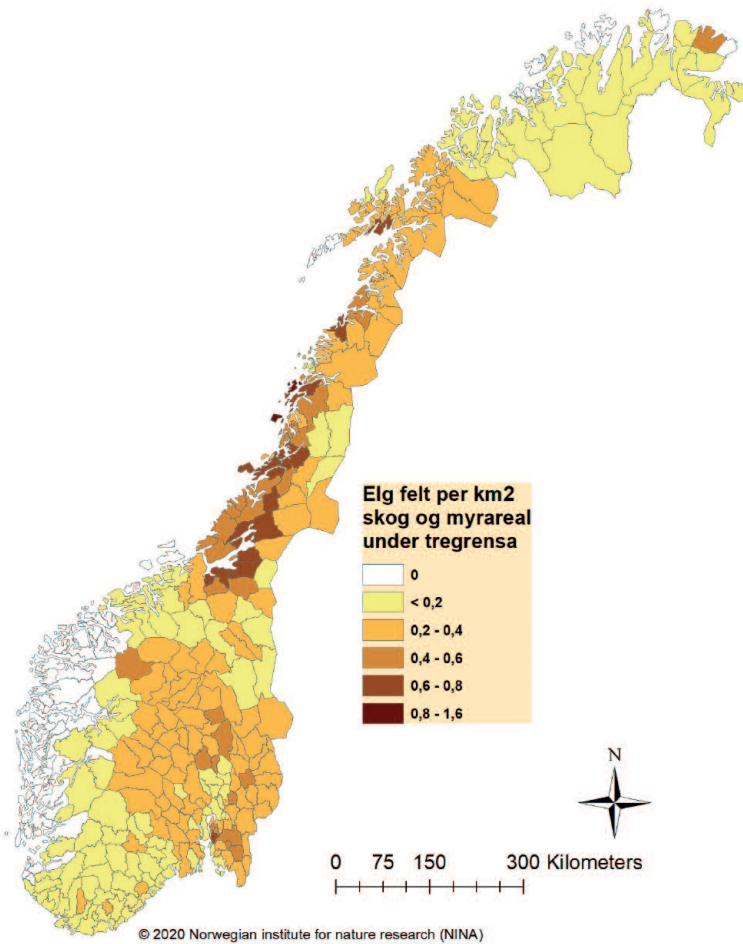 Elg felt per km2
skog og myrareal
under tregrensa
0
< 0,2
0,2 - 0,4
0,4 - 0,6
0,6 - 0,8
0,8 - 1,6
N
0 75 150 300 Kilometers
© 2020 Norwegian institute for nature research (NINA)